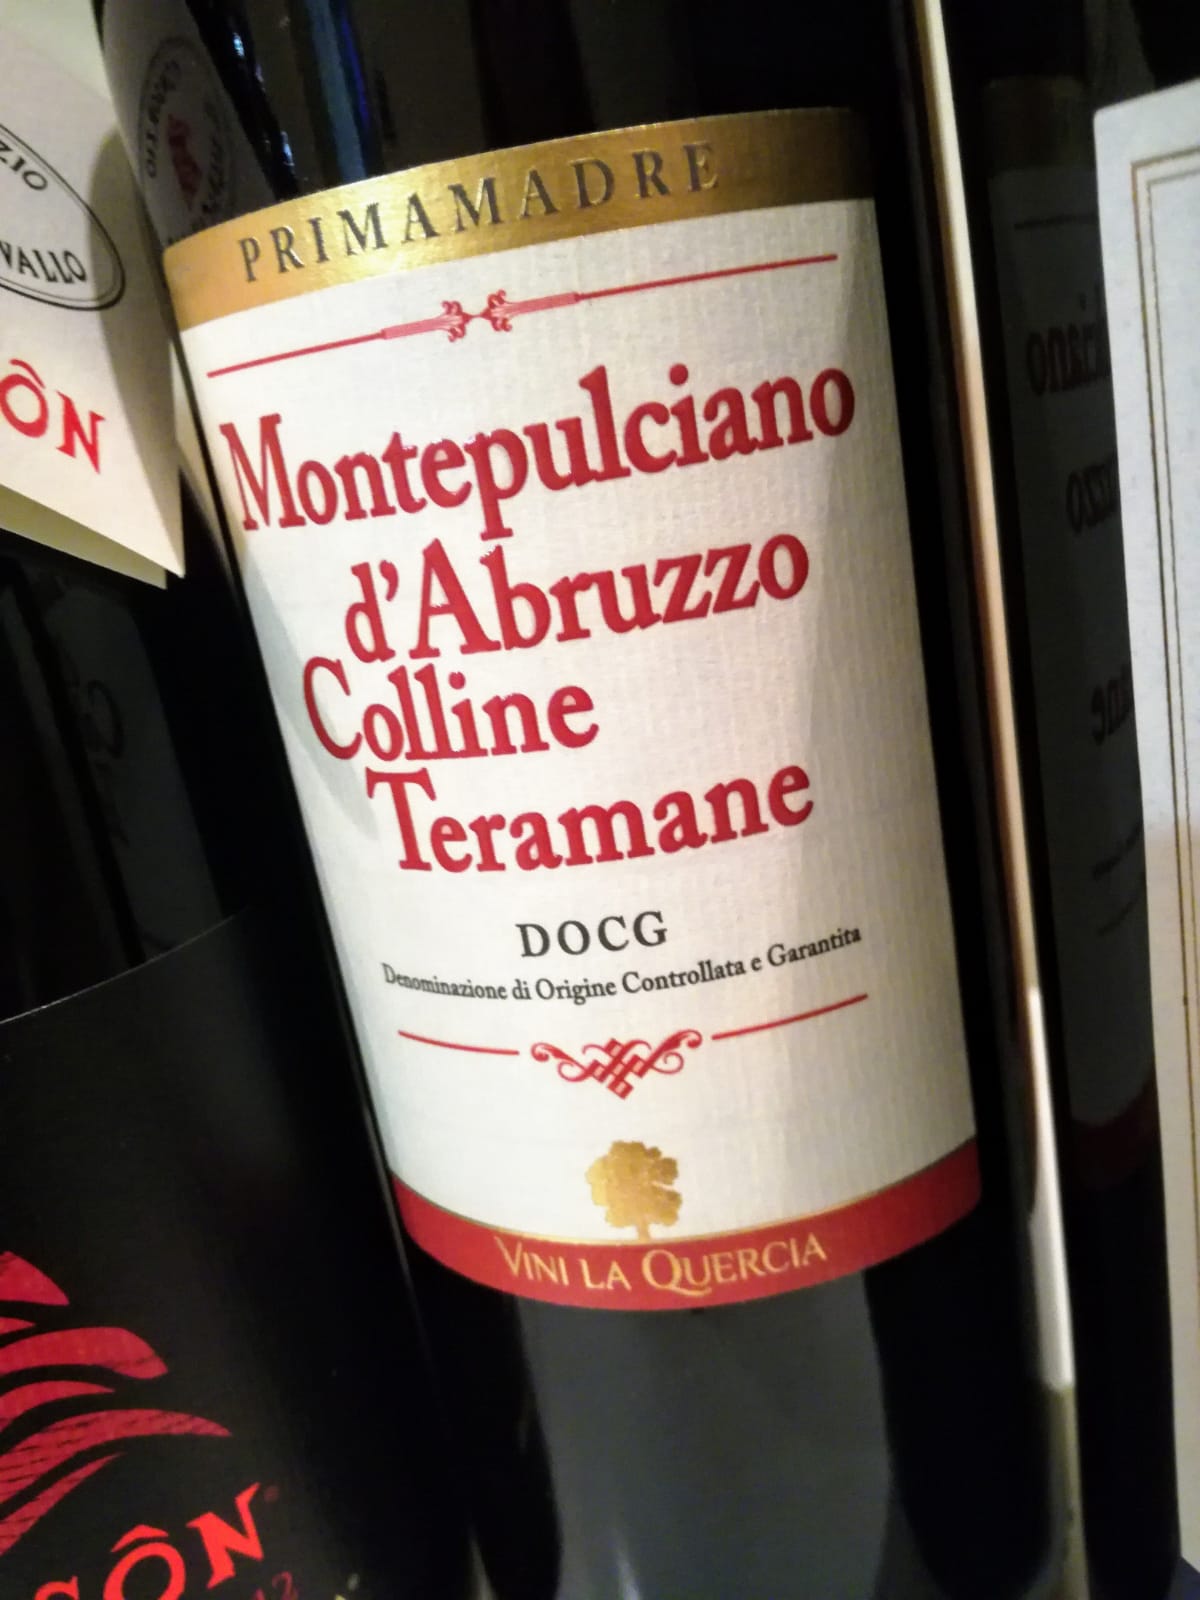 PRIMAMADRE
Montepulciano
d'Abruzzo
Colline
Teramane
DOCG
Denominazione di Origine Controllata e Garantita
VINI LA QUERCIA